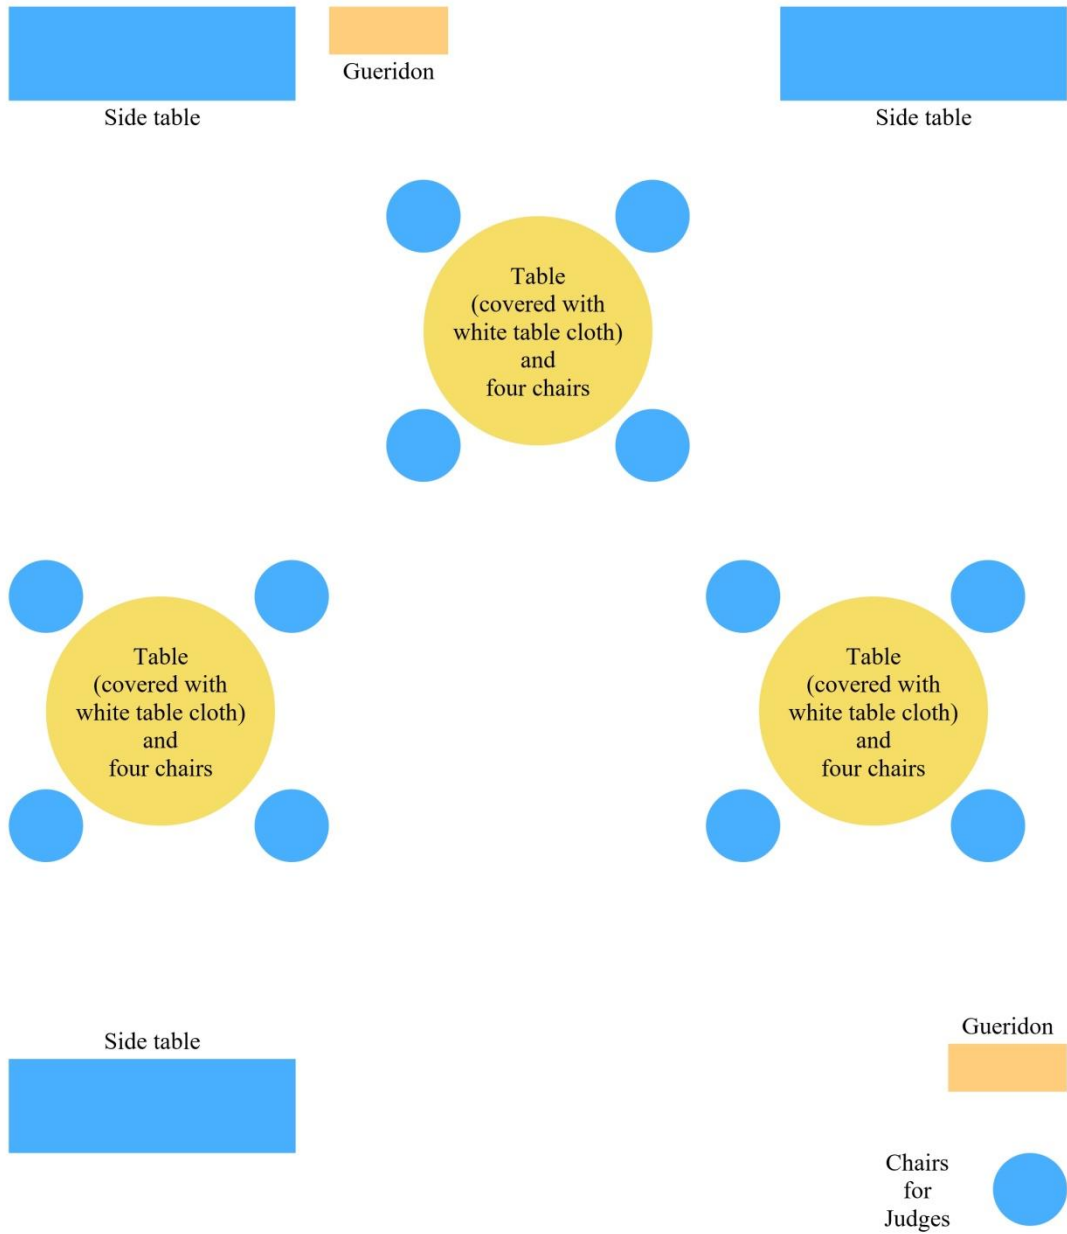 Gueridon
Side table
Side table
Table
(covered with
white table cloth)
and
four chairs
Table
(covered with
white table cloth)
and
four chairs
Table
(covered with
white table cloth)
and
four chairs
Side table
Gueridon
Chairs
for
Judges